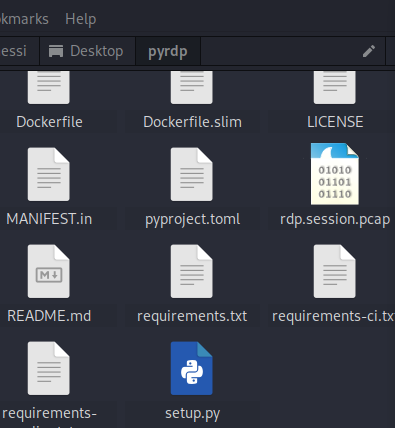 kmarks Help
essi Desktop pyrdp
Dockerfile Dockerfile.slim LICENSE
01010
01101
01110
MANIFEST.in pyproject.toml rdp.session.pcap
M
README.md requirements.txt requirements-ci.tx
requirements- setup.py